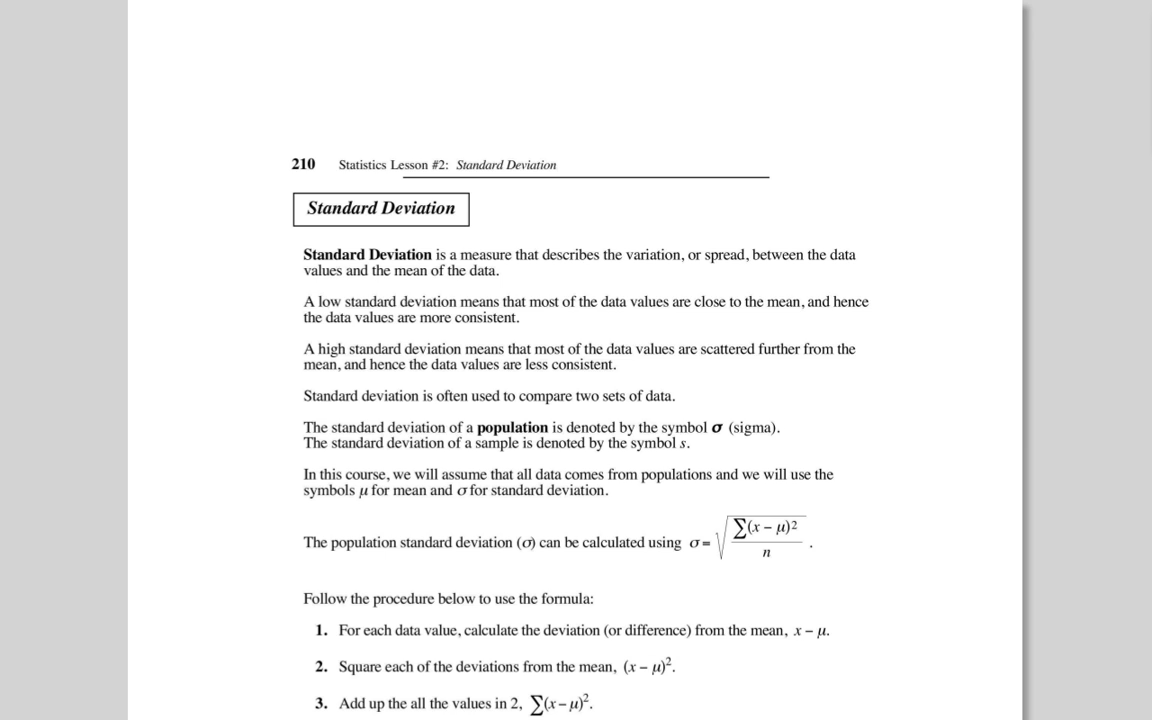 210 Statistics Lesson #2: Standard Deviation
Standard Deviation
Standard Deviation is a measure that describes the variation, or spread, between the data
values and the mean of the data.
A low standard deviation means that most of the data values are close to the mean, and hence
the data values are more consistent.
A high standard deviation means that most of the data values are scattered further from the
mean, and hence the data values are less consistent.
Standard deviation is often used to compare two sets of data.
The standard deviation of a population is denoted by the symbol σ (sigma).
The standard deviation of a sample is denoted by the symbol s.
In this course, we will assume that all data comes from populations and we will use the
symbols μ for mean and σ for standard deviation.
The population standard deviation (σ) can be calculated using σ = √(∑(x – μ)²/n) .
Follow the procedure below to use the formula:
1. For each data value, calculate the deviation (or difference) from the mean, x – μ.
2. Square each of the deviations from the mean, (x – μ)².
3. Add up the all the values in 2, ∑(x – μ)².